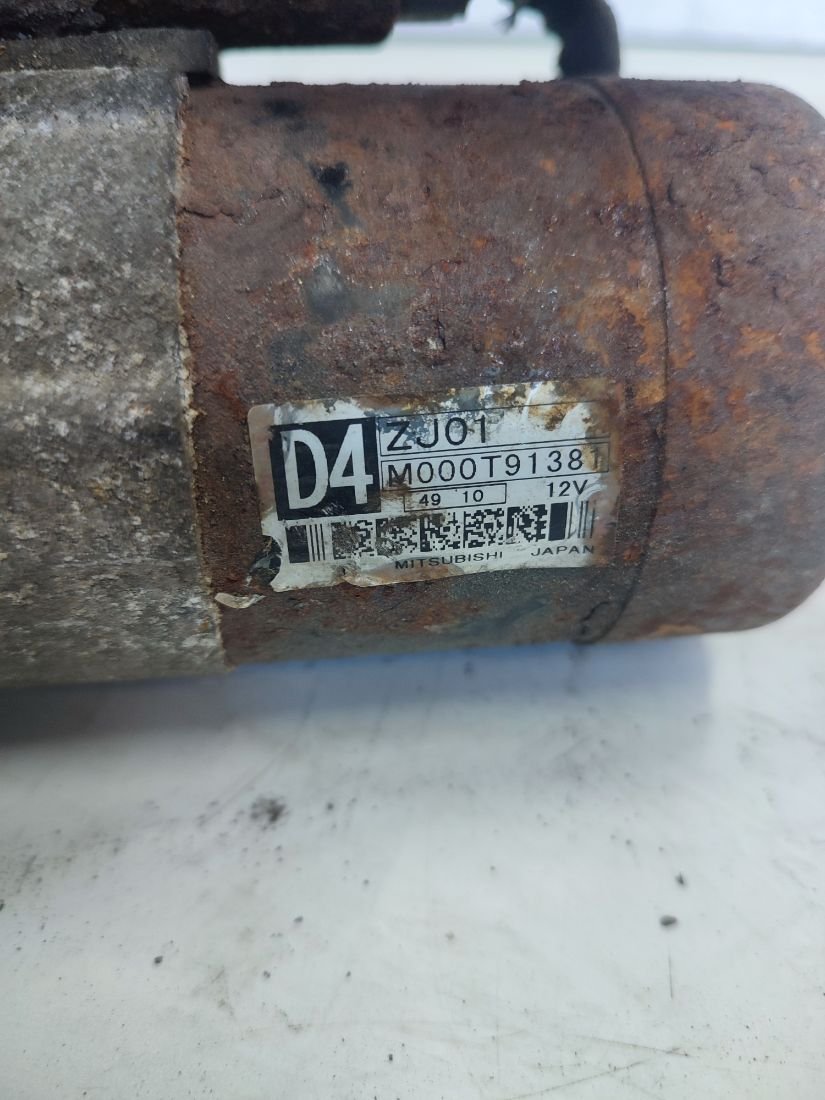 D4 ZJ01
M000T91381
49 10 12V
MITSUBISHI JAPAN